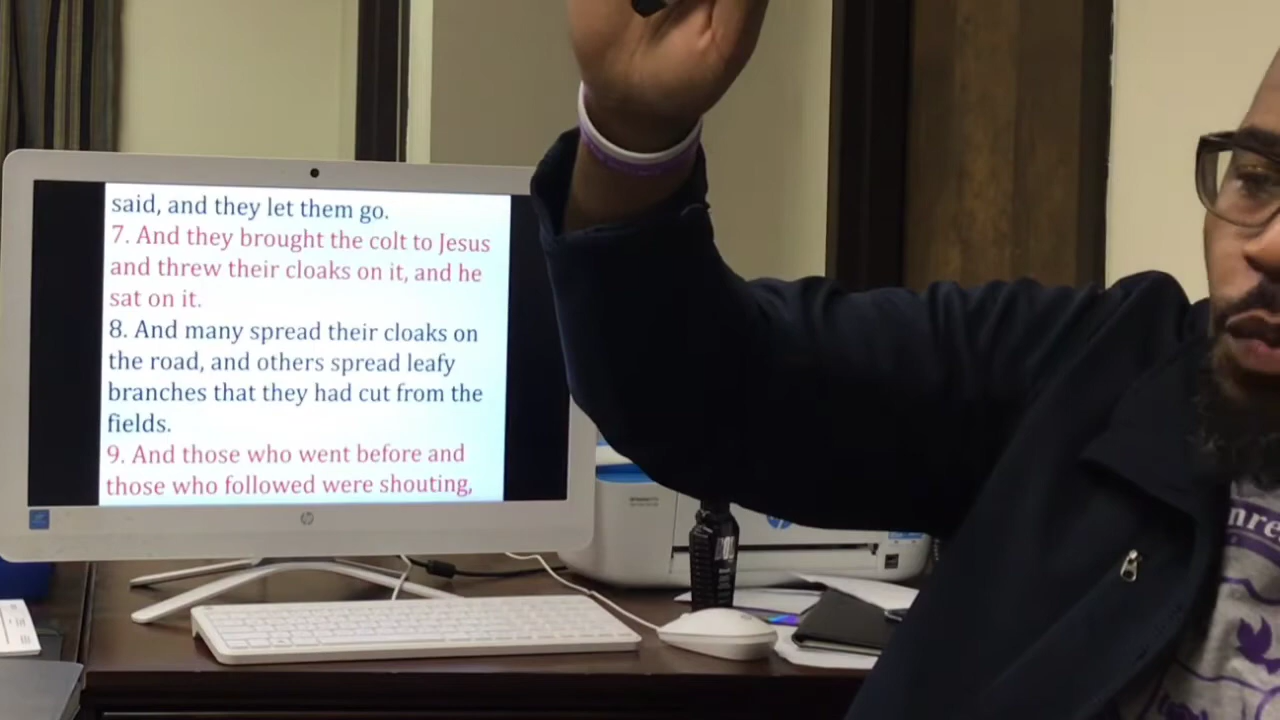 said, and they let them go.
7. And they brought the colt to Jesus
and threw their cloaks on it, and he
sat on it.
8. And many spread their cloaks on
the road, and others spread leafy
branches that they had cut from the
fields.
9. And those who went before and
those who followed were shouting,
hp